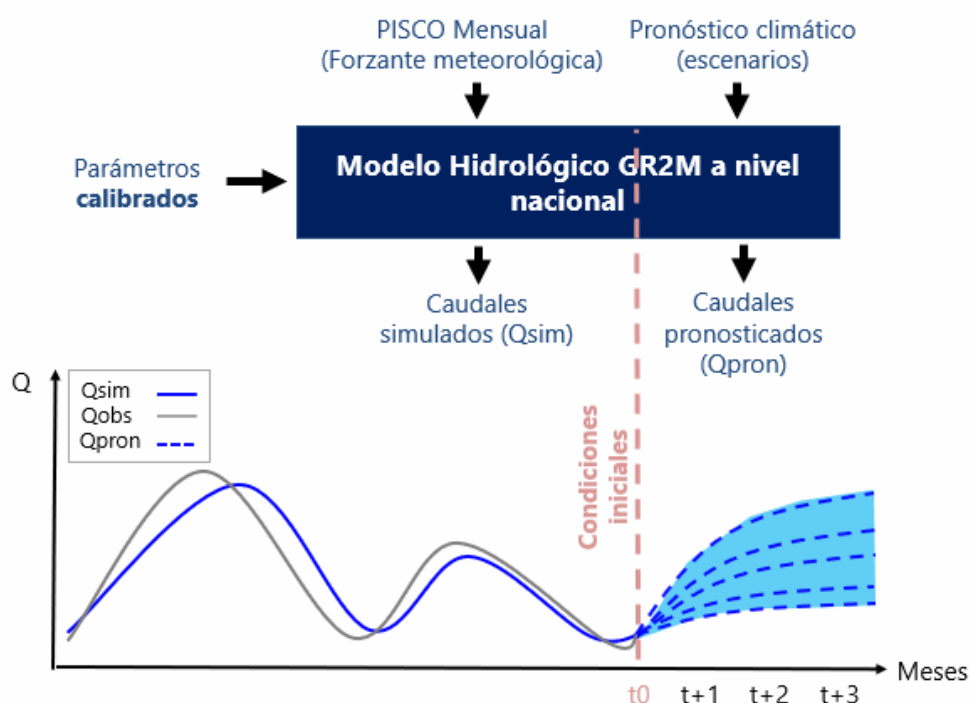 PISCO Mensual
(Forzante meteorológica)
Pronóstico climático
(escenarios)
Parámetros
calibrados
Modelo Hidrológico GR2M a nivel
nacional
Caudales
simulados (Qsim)
Caudales
pronosticados
(Qpron)
Q
Qsim
Qobs
Qpron
Condiciones
iniciales
Meses
t0 t+1 t+2 t+3